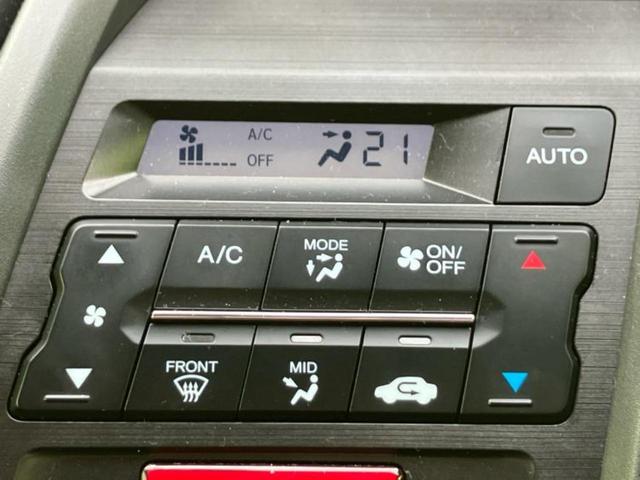 A/C
OFF
21
AUTO
A/C
MODE
ON/
OFF
FRONT
MID